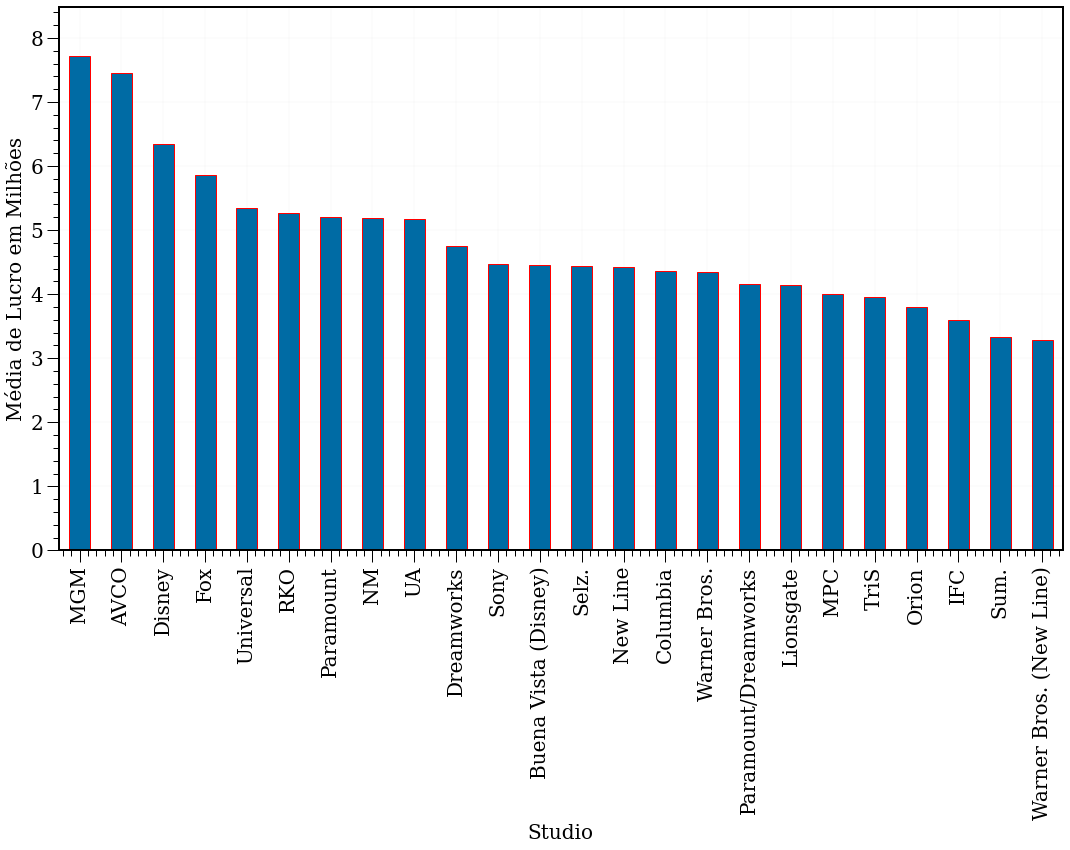 8
7
6
5
4
3
2
1
0
Média de Lucro em Milhões
MGM
AVCO
Disney
Fox
Universal
RKO
Paramount
NM
UA
Dreamworks
Sony
Buena Vista (Disney)
Selz.
New Line
Columbia
Warner Bros.
Paramount/Dreamworks
Lionsgate
MPC
TriS
Orion
IFC
Sum.
Warner Bros. (New Line)
Studio